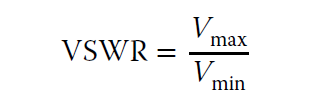 VSWR = V_max / V_min